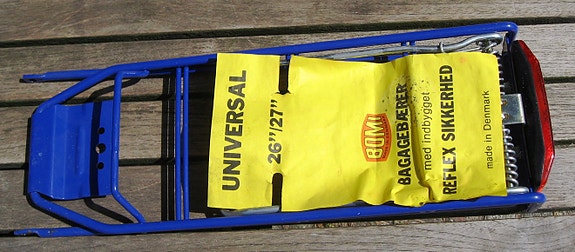 UNIVERSAL
26"/27"
BOMI
BAGAGEBÆRER
med indbygget
REFLEX SIKKERHED
made in Denmark